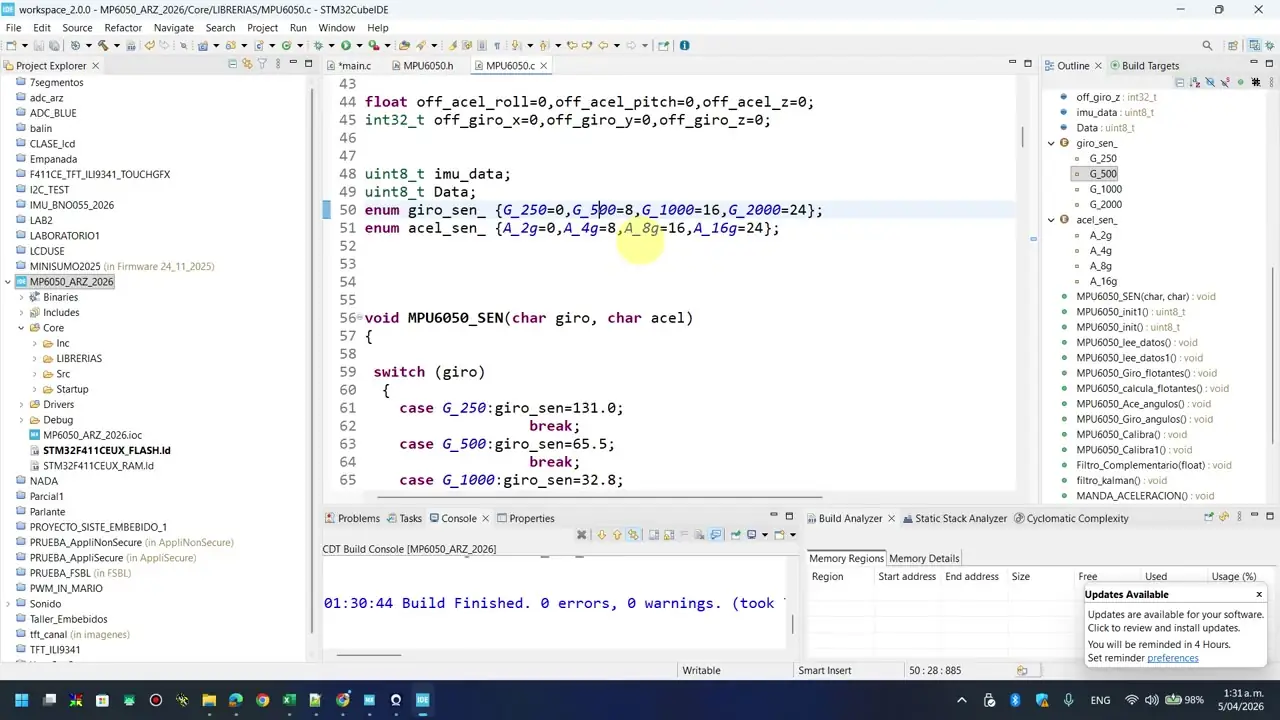 workspace_2.0.0 - MP6050_ARZ_2026/Core/LIBRERIAS/MPU6050.c - STM32CubeIDE
File Edit Source Refactor Navigate Search Project Run Window Help
Project Explorer
7segmentos
adc_arz
ADC_BLUE
balin
CLASE_lcd
Empanada
F411CE_TFT_ILI9341_TOUCHGFX
I2C_TEST
IMU_BNO055_2026
LAB2
LABORATORIO1
LCDUSE
MINISUMO2025 (in Firmware 24_11_2025)
MP6050_ARZ_2026
Binaries
Includes
Core
Inc
LIBRERIAS
Src
Startup
Drivers
Debug
MP6050_ARZ_2026.ioc
STM32F411CEUX_FLASH.ld
STM32F411CEUX_RAM.ld
NADA
Parcial1
Parlante
PROYECTO_SISTE_EMBEBIDO_1
PRUEBA_AppliNonSecure (in AppliNonSecure)
PRUEBA_AppliSecure (in AppliSecure)
PRUEBA_FSBL (in FSBL)
PWM_IN_MARIO
Sonido
Taller_Embebidos
tft_canal (in imagenes)
TFT_ILI9341
*main.c MPU6050.h MPU6050.c
43
44 float off_acel_roll=0,off_acel_pitch=0,off_acel_z=0;
45 int32_t off_giro_x=0,off_giro_y=0,off_giro_z=0;
46
47
48 uint8_t imu_data;
49 uint8_t Data;
50 enum giro_sen_ {G_250=0,G_500=8,G_1000=16,G_2000=24};
51 enum acel_sen_ {A_2g=0,A_4g=8,A_8g=16,A_16g=24};
52
53
54
55
56 void MPU6050_SEN(char giro, char acel)
57 {
58
59 switch (giro)
60 {
61 case G_250:giro_sen=131.0;
62 break;
63 case G_500:giro_sen=65.5;
64 break;
65 case G_1000:giro_sen=32.8;
Outline Build Targets
off_giro_z : int32_t
imu_data : uint8_t
Data : uint8_t
giro_sen_
G_250
G_500
G_1000
G_2000
acel_sen_
A_2g
A_4g
A_8g
A_16g
MPU6050_SEN(char, char) : void
MPU6050_init1() : uint8_t
MPU6050_init() : uint8_t
MPU6050_lee_datos() : void
MPU6050_lee_datos1() : void
MPU6050_Giro_flotantes() : void
MPU6050_calcula_flotantes() : void
MPU6050_Ace_angulos() : void
MPU6050_Giro_angulos() : void
MPU6050_Calibra() : void
MPU6050_Calibra1() : void
Filtro_Complementario(float) : void
filtro_kalman() : void
MANDA_ACELERACION() : void
Problems Tasks Console Properties
CDT Build Console [MP6050_ARZ_2026]
01:30:44 Build Finished. 0 errors, 0 warnings. (took
Build Analyzer Static Stack Analyzer Cyclomatic Complexity
Memory Regions Memory Details
Region Start address End address Size Free Used Usage (%)
Updates Available
Updates are available for your software.
Click to review and install updates.
You will be reminded in 4 Hours.
Set reminder preferences
Writable Smart Insert 50 : 28 : 885
IDE
ENG 98% 1:31 a.m.
5/04/2026